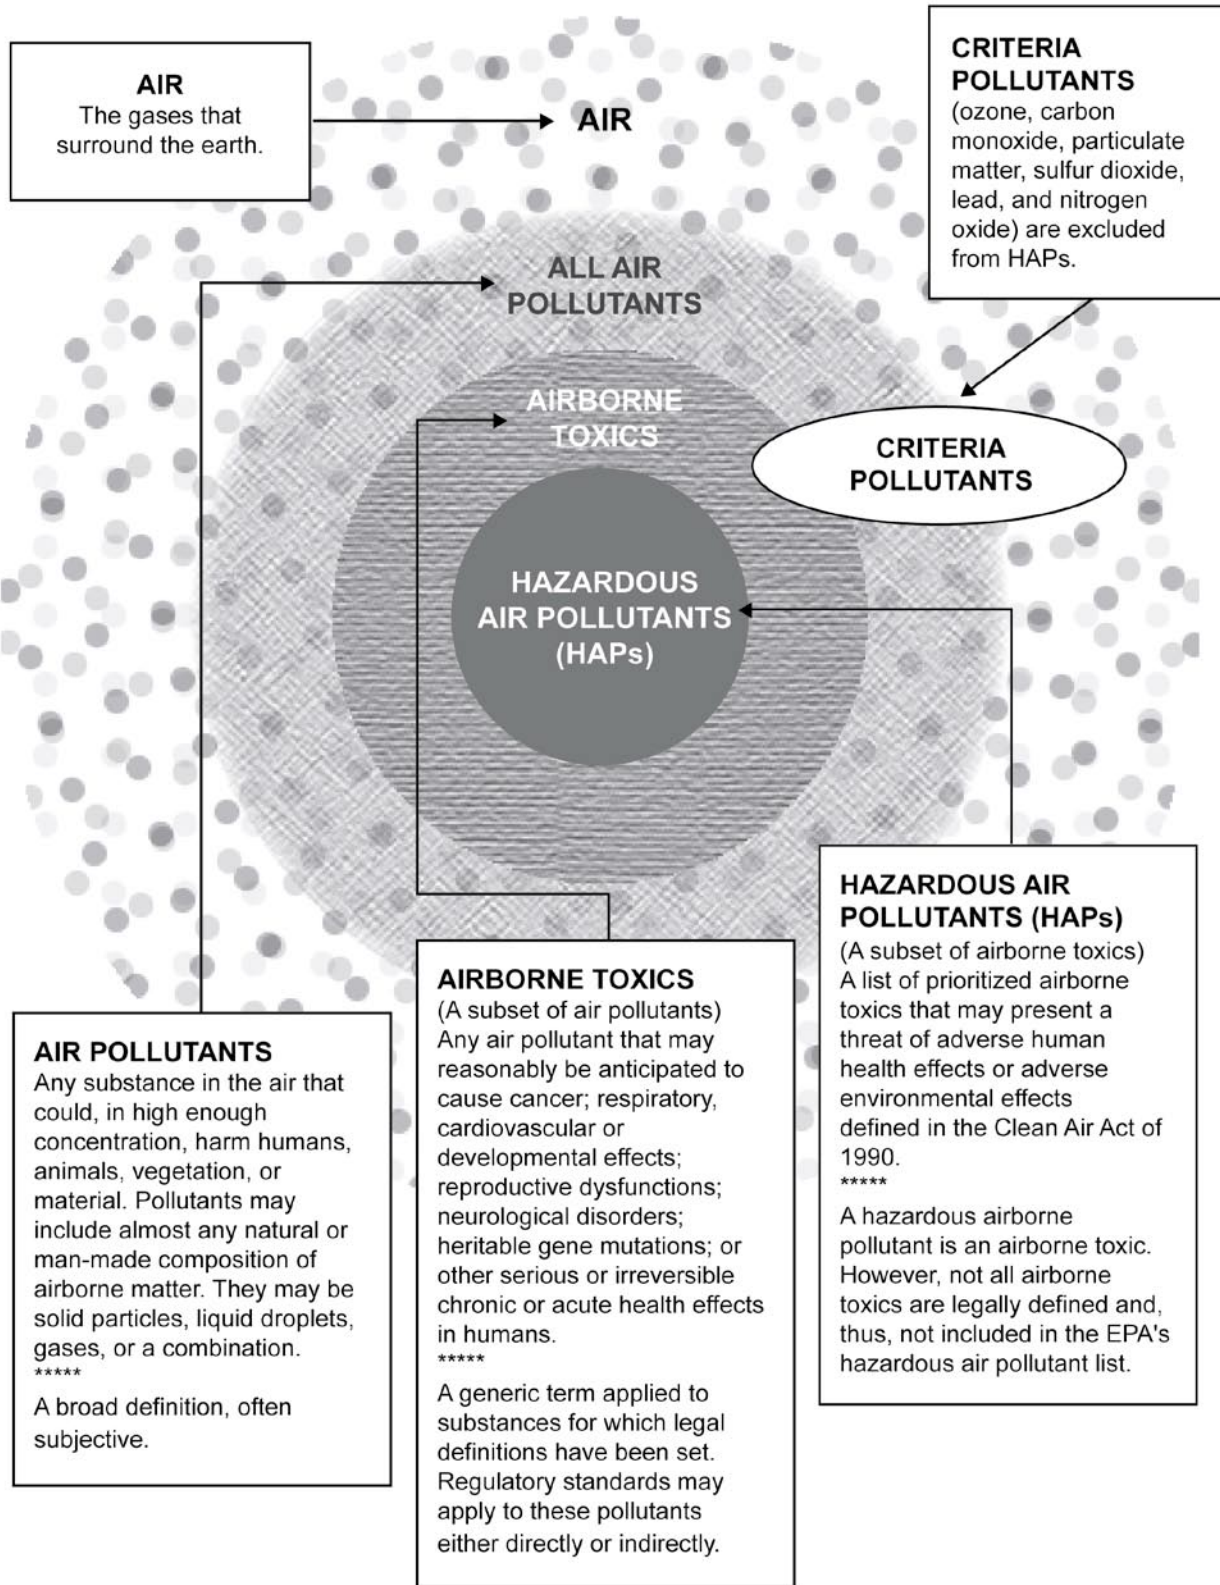 AIR
The gases that
surround the earth.
AIR
CRITERIA
POLLUTANTS
(ozone, carbon
monoxide, particulate
matter, sulfur dioxide,
lead, and nitrogen
oxide) are excluded
from HAPs.
ALL AIR
POLLUTANTS
AIRBORNE
TOXICS
CRITERIA
POLLUTANTS
HAZARDOUS
AIR POLLUTANTS
(HAPs)
AIR POLLUTANTS
Any substance in the air that
could, in high enough
concentration, harm humans,
animals, vegetation, or
material. Pollutants may
include almost any natural or
man-made composition of
airborne matter. They may be
solid particles, liquid droplets,
gases, or a combination.
*****
A broad definition, often
subjective.
AIRBORNE TOXICS
(A subset of air pollutants)
Any air pollutant that may
reasonably be anticipated to
cause cancer; respiratory,
cardiovascular or
developmental effects;
reproductive dysfunctions;
neurological disorders;
heritable gene mutations; or
other serious or irreversible
chronic or acute health effects
in humans.
*****
A generic term applied to
substances for which legal
definitions have been set.
Regulatory standards may
apply to these pollutants
either directly or indirectly.
HAZARDOUS AIR
POLLUTANTS (HAPs)
(A subset of airborne toxics)
A list of prioritized airborne
toxics that may present a
threat of adverse human
health effects or adverse
environmental effects
defined in the Clean Air Act of
1990.
*****
A hazardous airborne
pollutant is an airborne toxic.
However, not all airborne
toxics are legally defined and,
thus, not included in the EPA's
hazardous air pollutant list.